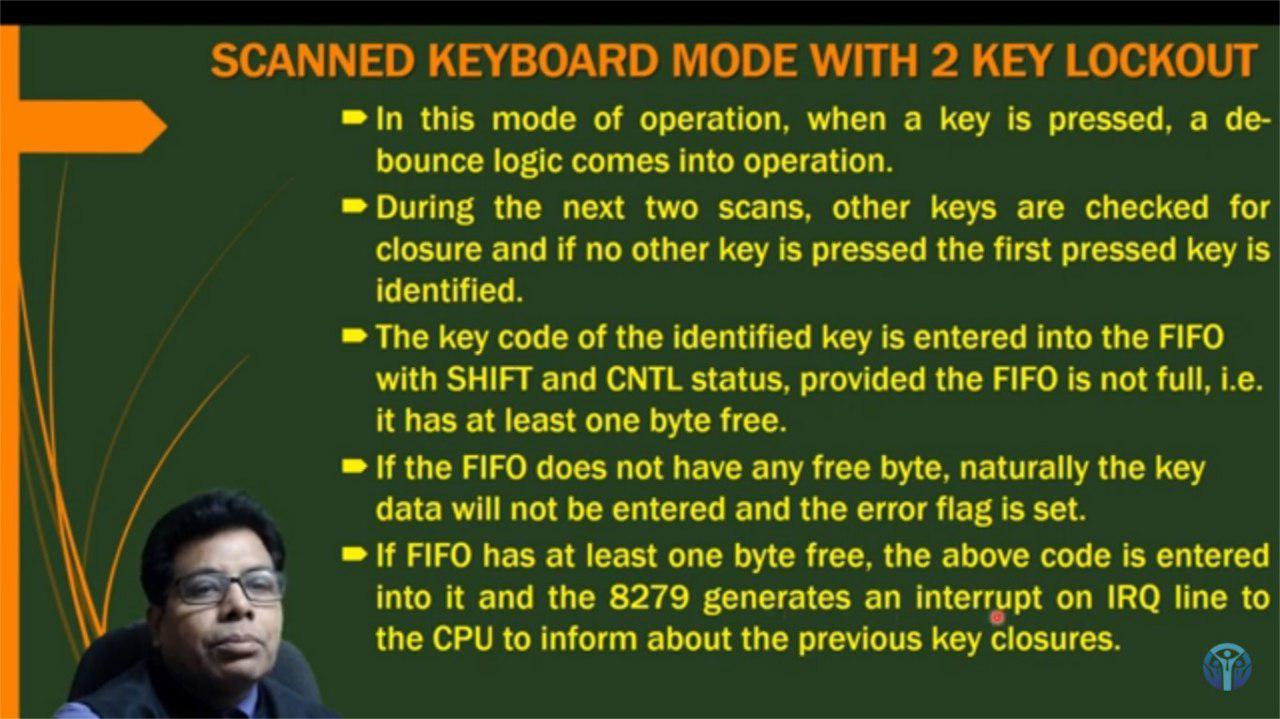 SCANNED KEYBOARD MODE WITH 2 KEY LOCKOUT
In this mode of operation, when a key is pressed, a de-
bounce logic comes into operation.
During the next two scans, other keys are checked for
closure and if no other key is pressed the first pressed key is
identified.
The key code of the identified key is entered into the FIFO
with SHIFT and CNTL status, provided the FIFO is not full, i.e.
it has at least one byte free.
If the FIFO does not have any free byte, naturally the key
data will not be entered and the error flag is set.
If FIFO has at least one byte free, the above code is entered
into it and the 8279 generates an interrupt on IRQ line to
the CPU to inform about the previous key closures.